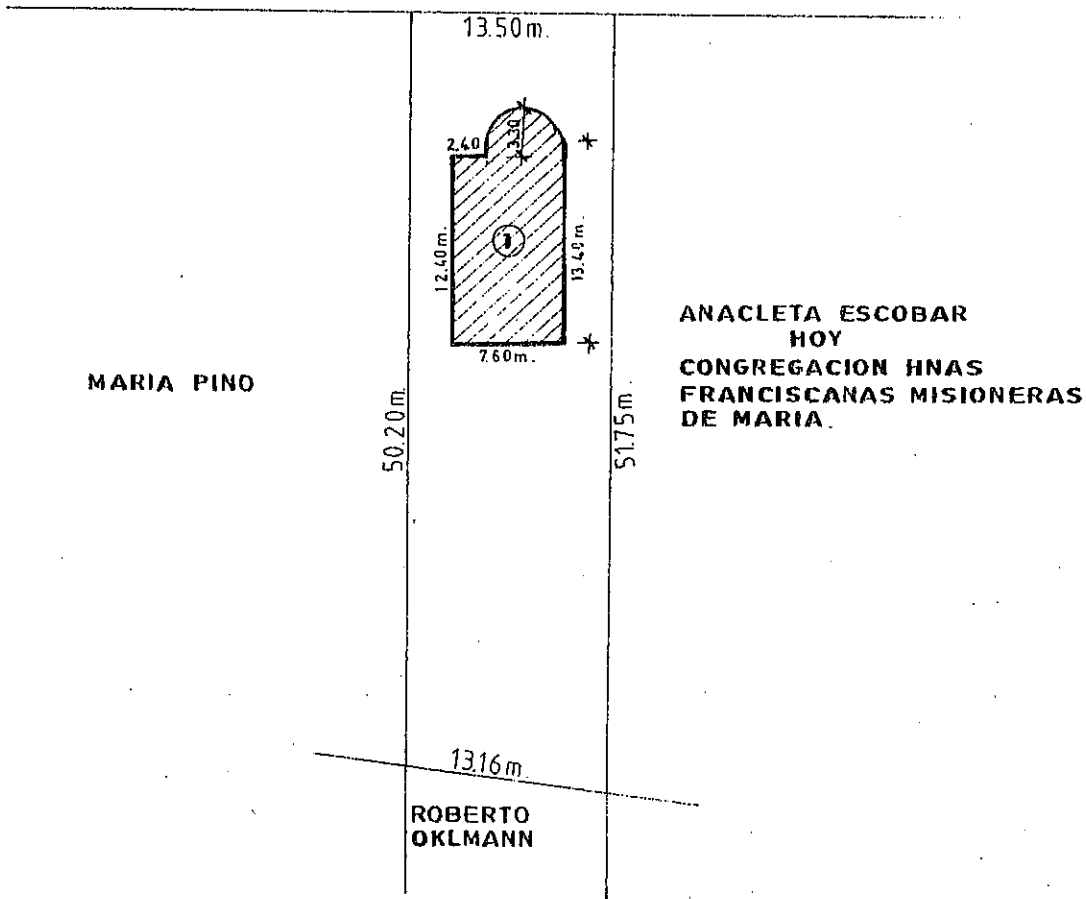 13.50m.
2.40
3.30
1
12.40m.
13.40m.
7.60m.
ANACLETA ESCOBAR
HOY
CONGREGACION HNAS
FRANCISCANAS MISIONERAS
DE MARIA.
MARIA PINO
50.20m.
51.75m.
13.16m.
ROBERTO
OKLMANN